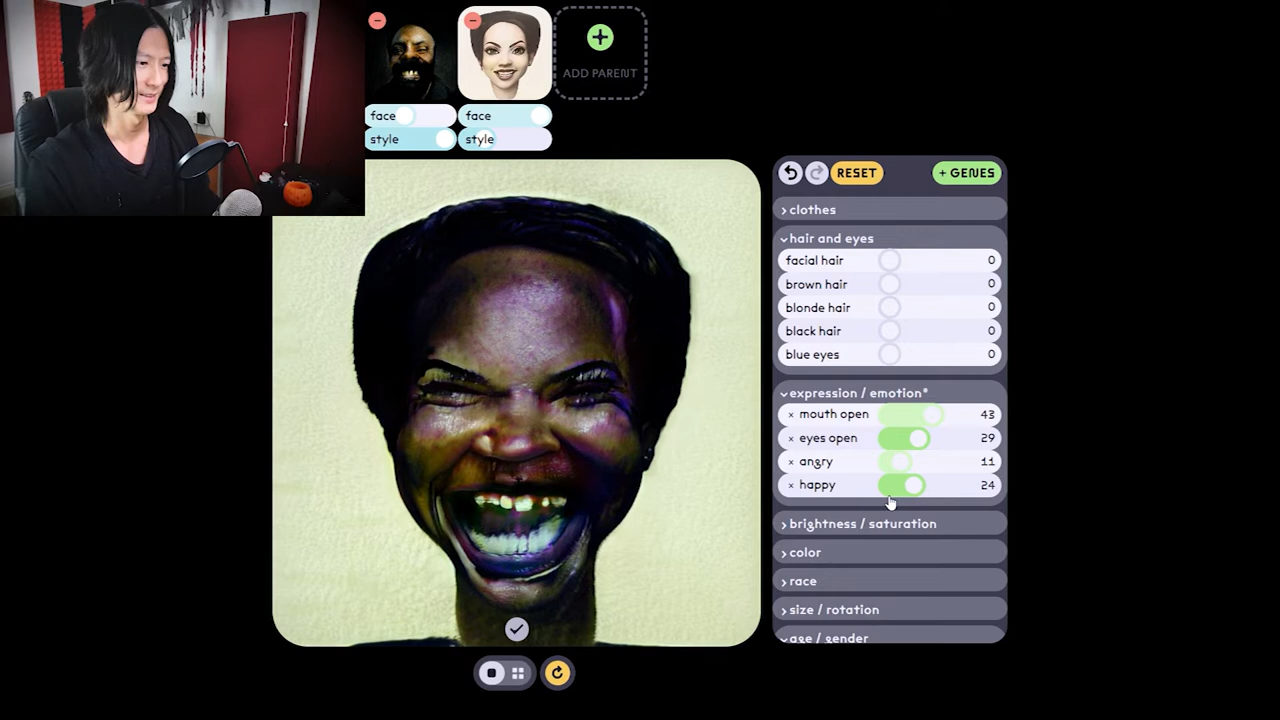 ADD PARENT
face
face
style
style
RESET
+ GENES
clothes
hair and eyes
facial hair 0
brown hair 0
blonde hair 0
black hair 0
blue eyes 0
expression / emotion*
× mouth open 43
× eyes open 29
× angry 11
× happy 24
brightness / saturation
color
race
size / rotation
age / gender